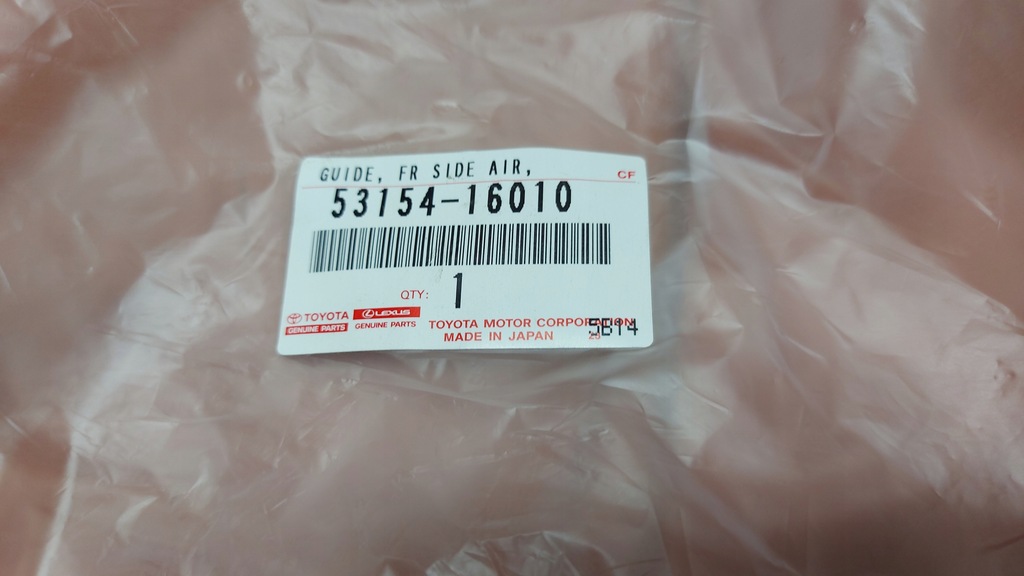 GUIDE, FR SIDE AIR,
CF
53154-16010
QTY: 1
TOYOTA
GENUINE PARTS
LEXUS
GENUINE PARTS
TOYOTA MOTOR CORPORATION
MADE IN JAPAN
5B14